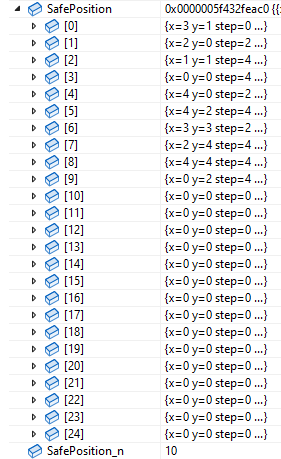 SafePosition 0x0000005f432feac0 {{:
[0] {x=3 y=1 step=0 ...}
[1] {x=2 y=0 step=2 ...}
[2] {x=1 y=1 step=4 ...}
[3] {x=0 y=0 step=4 ...}
[4] {x=4 y=0 step=2 ...}
[5] {x=4 y=2 step=4 ...}
[6] {x=3 y=3 step=2 ...}
[7] {x=2 y=4 step=4 ...}
[8] {x=4 y=4 step=4 ...}
[9] {x=0 y=2 step=4 ...}
[10] {x=0 y=0 step=0 ...}
[11] {x=0 y=0 step=0 ...}
[12] {x=0 y=0 step=0 ...}
[13] {x=0 y=0 step=0 ...}
[14] {x=0 y=0 step=0 ...}
[15] {x=0 y=0 step=0 ...}
[16] {x=0 y=0 step=0 ...}
[17] {x=0 y=0 step=0 ...}
[18] {x=0 y=0 step=0 ...}
[19] {x=0 y=0 step=0 ...}
[20] {x=0 y=0 step=0 ...}
[21] {x=0 y=0 step=0 ...}
[22] {x=0 y=0 step=0 ...}
[23] {x=0 y=0 step=0 ...}
[24] {x=0 y=0 step=0 ...}
SafePosition_n 10